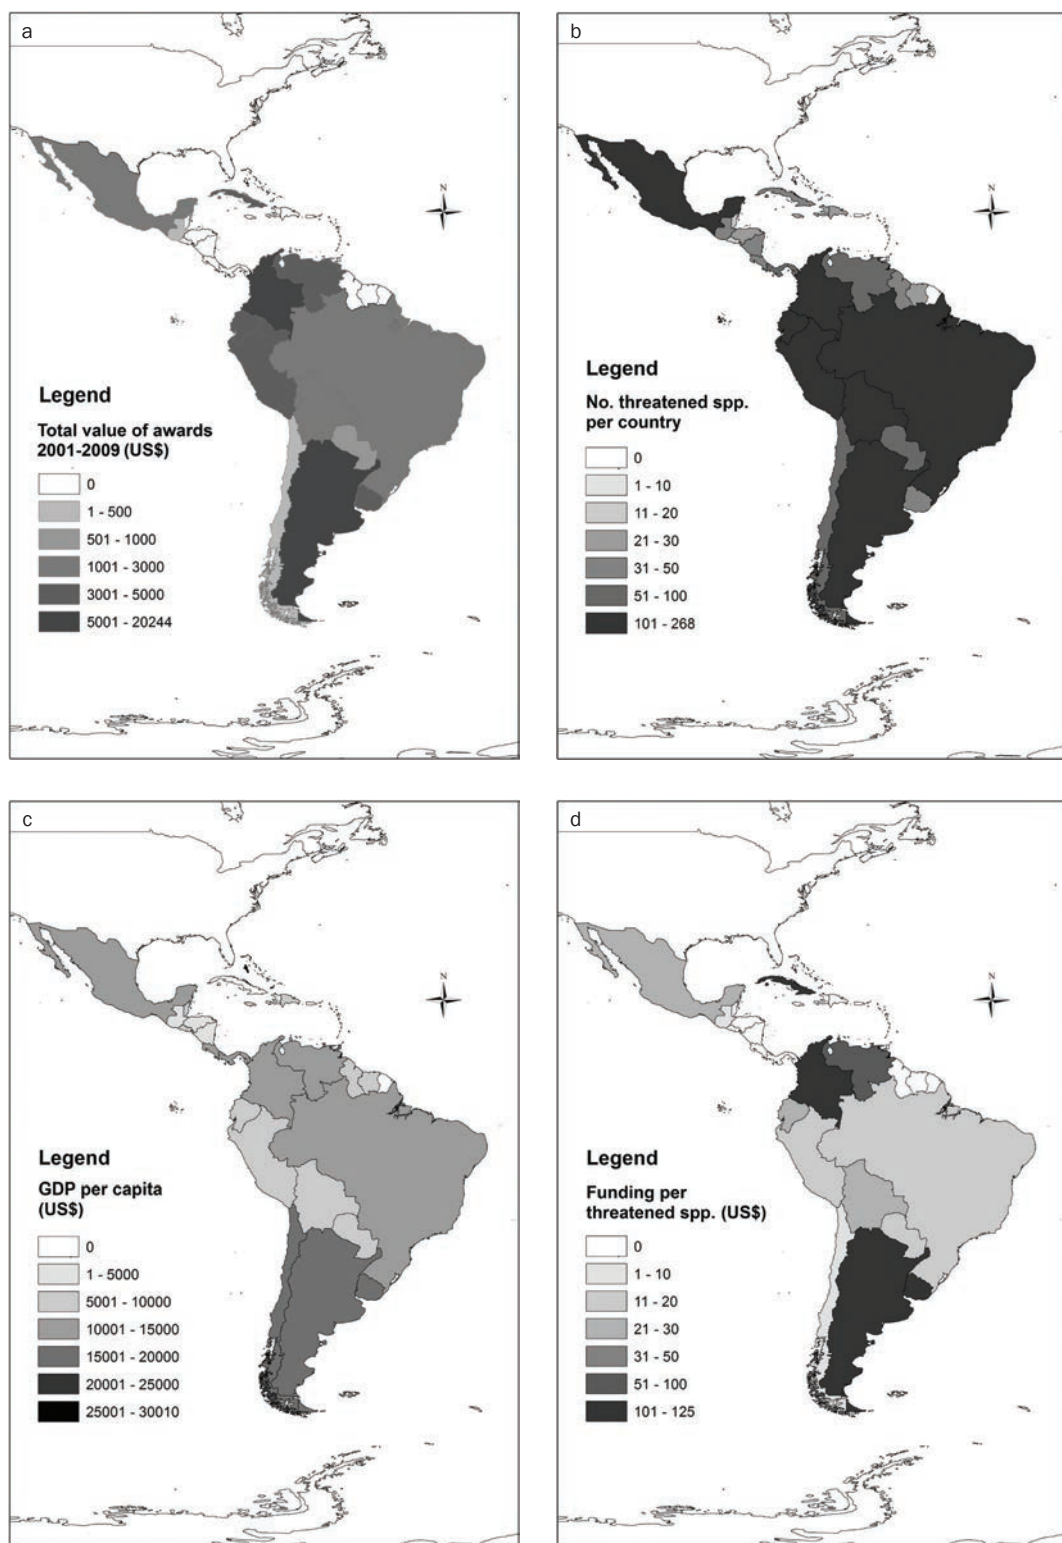 a
N
Legend
Total value of awards
2001-2009 (US$)
0
1 - 500
501 - 1000
1001 - 3000
3001 - 5000
5001 - 20244
b
N
Legend
No. threatened spp.
per country
0
1 - 10
11 - 20
21 - 30
31 - 50
51 - 100
101 - 268
c
N
Legend
GDP per capita
(US$)
0
1 - 5000
5001 - 10000
10001 - 15000
15001 - 20000
20001 - 25000
25001 - 30010
d
N
Legend
Funding per
threatened spp. (US$)
0
1 - 10
11 - 20
21 - 30
31 - 50
51 - 100
101 - 125